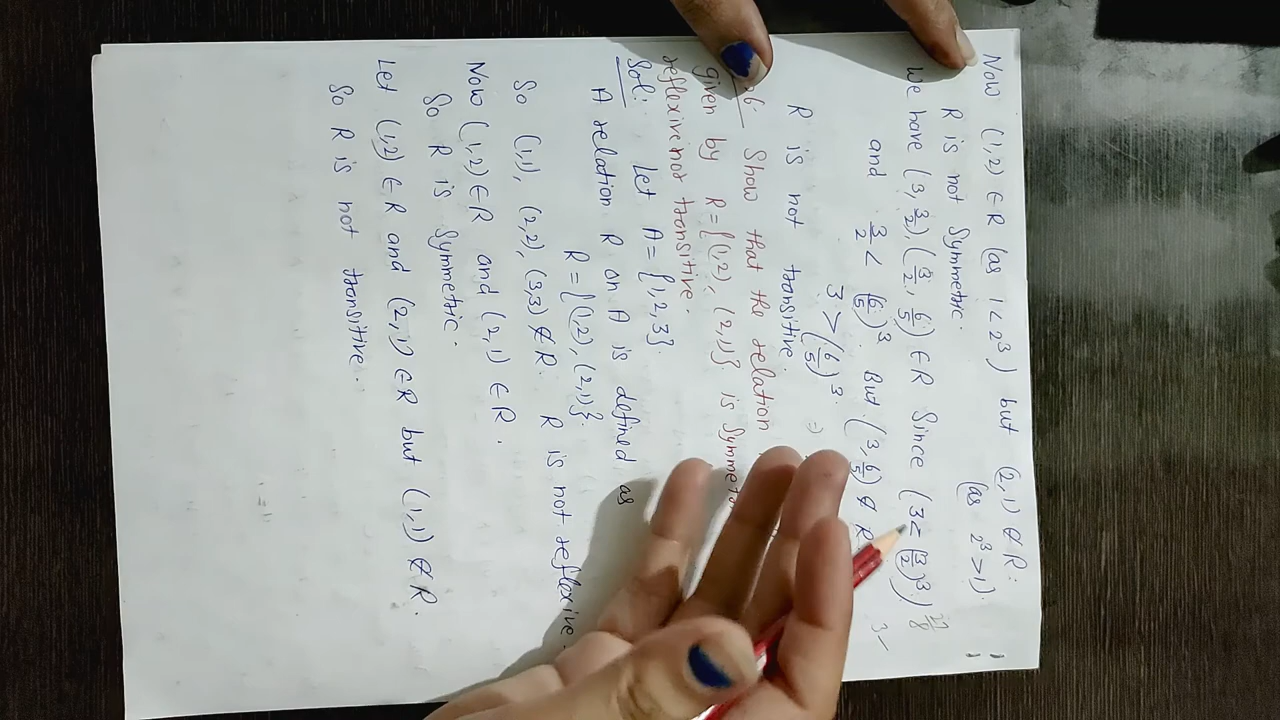 Now (1,2) ∈ R (as 1 < 2³) but (2,1) ∉ R:
(as 2³ > 1).
R is not Symmetric.
We have (3, 3/2), (3/2, 6/5) ∈ R Since (3 < (3/2)³) 27/8
and 3/2 < (6/5)³. But (3, 6/5) ∉ R
3 > (6/5)³. ⇒
R is not transitive.
6. Show that the relation
given by R = {(1,2), (2,1)} is
reflexive nor transitive.
Sol: Let A = {1,2,3}.
A relation R on A is defined as
R = {(1,2), (2,1)}.
So (1,1), (2,2), (3,3) ∉ R. R is not reflexive.
Now (1,2) ∈ R and (2,1) ∈ R.
So R is Symmetric.
Let (1,2) ∈ R and (2,1) ∈ R but (1,1) ∉ R.
So R is not transitive.